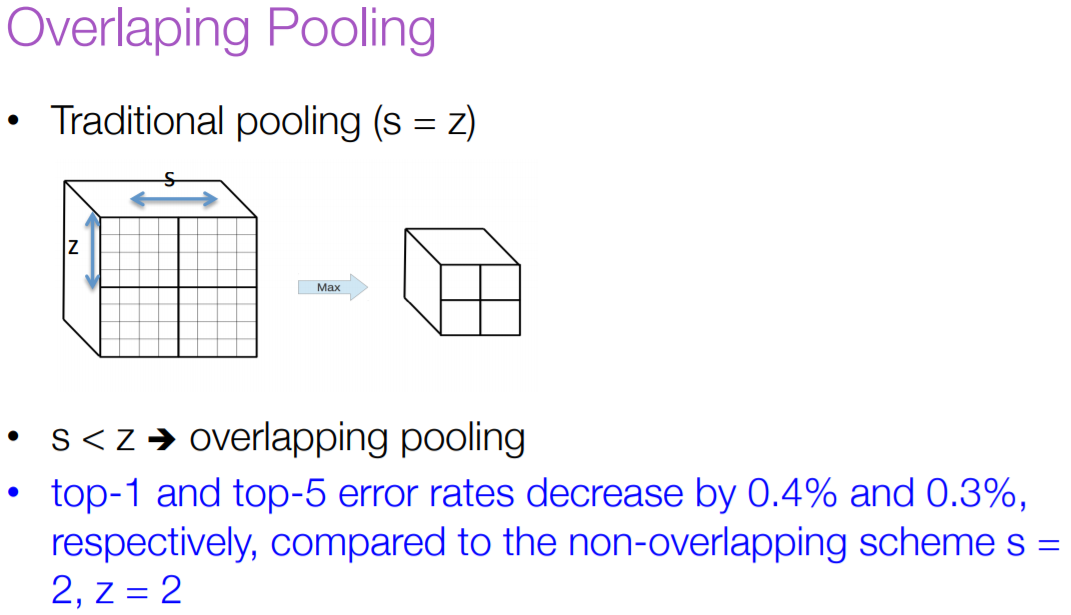 Overlaping Pooling
• Traditional pooling (s = z)
s
z
Max
• s < z ➔ overlapping pooling
• top-1 and top-5 error rates decrease by 0.4% and 0.3%,
respectively, compared to the non-overlapping scheme s =
2, z = 2